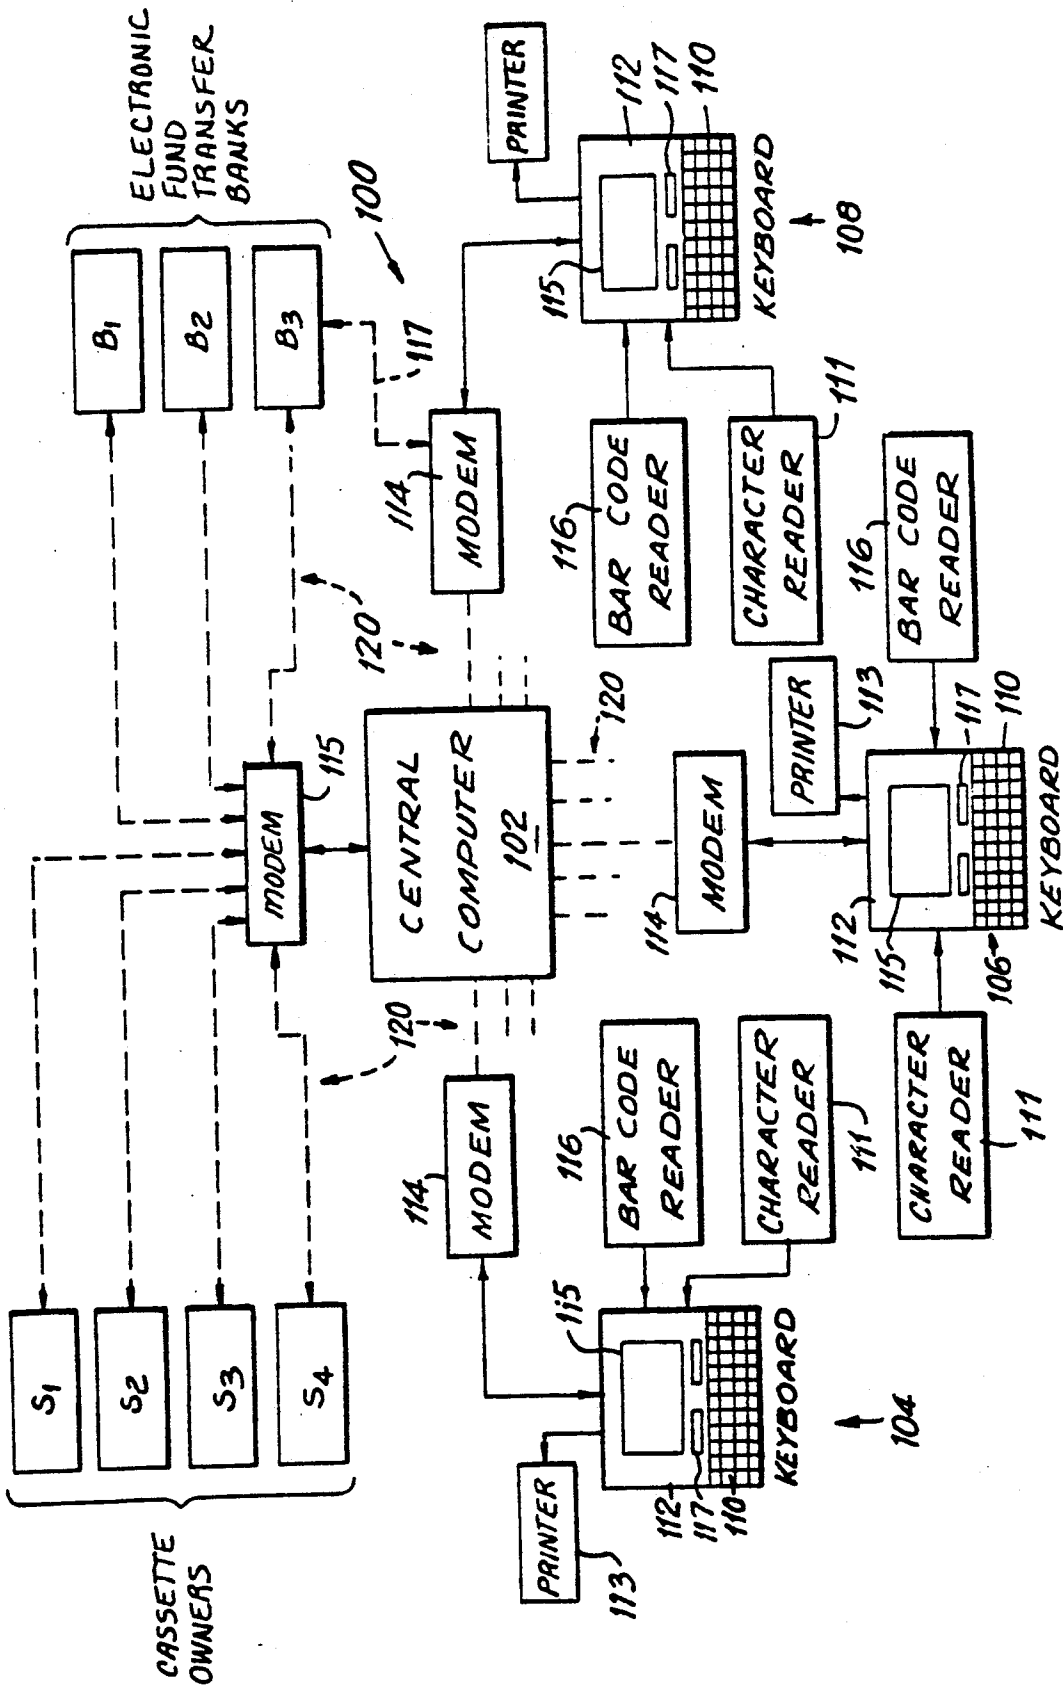 CASSETTE
OWNERS
S1
S2
S3
S4
ELECTRONIC
FUND
TRANSFER
BANKS
B1
B2
B3
100
117
MODEM
115
120
120
120
CENTRAL
COMPUTER
102
114
MODEM
114
MODEM
114
MODEM
PRINTER
113
115
112
117
110
KEYBOARD
104
116
BAR CODE
READER
CHARACTER
READER
111
PRINTER
113
112
115
106
117
110
KEYBOARD
CHARACTER
READER
111
116
BAR CODE
READER
PRINTER
112
117
110
115
KEYBOARD
108
116
BAR CODE
READER
CHARACTER
READER
111